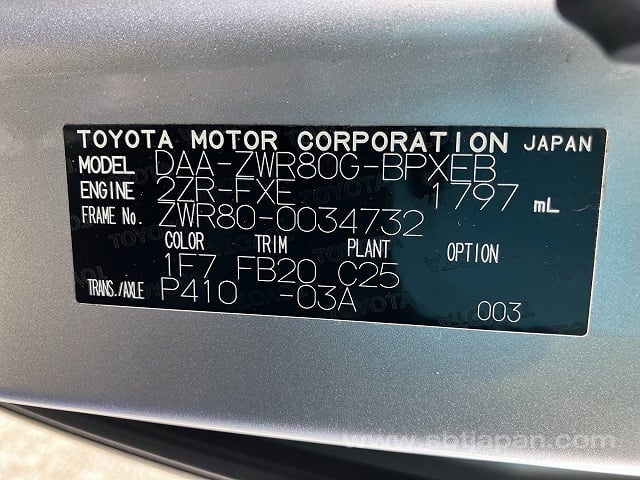 TOYOTA MOTOR CORPORATION JAPAN
MODEL DAA-ZWR80G-BPXEB
ENGINE 2ZR-FXE 1797 mL
FRAME No. ZWR80-0034732
COLOR TRIM PLANT OPTION
1F7 FB20 C25
TRANS./AXLE P410 -03A 003
www.sbtjapan.com